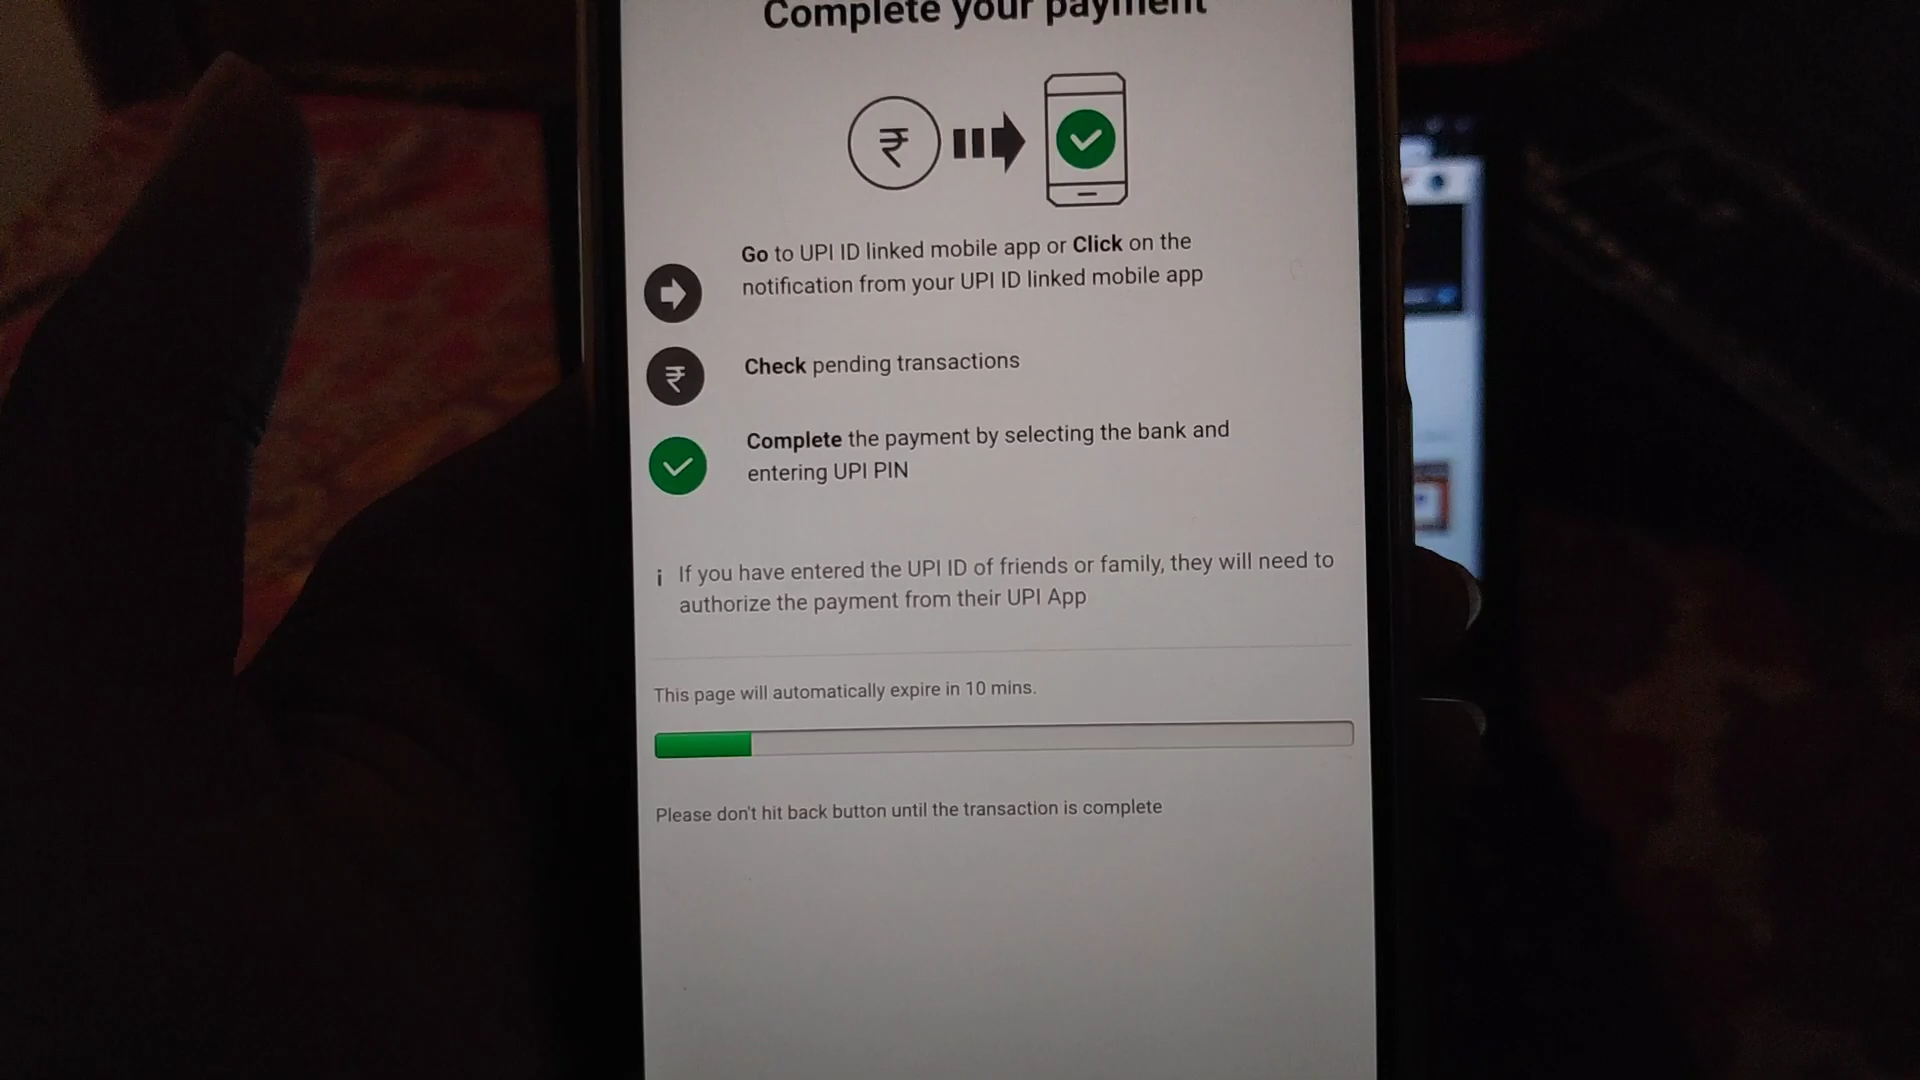 Complete your payment
₹
Go to UPI ID linked mobile app or Click on the
notification from your UPI ID linked mobile app
₹
Check pending transactions
Complete the payment by selecting the bank and
entering UPI PIN
i If you have entered the UPI ID of friends or family, they will need to
authorize the payment from their UPI App
This page will automatically expire in 10 mins.
Please don't hit back button until the transaction is complete